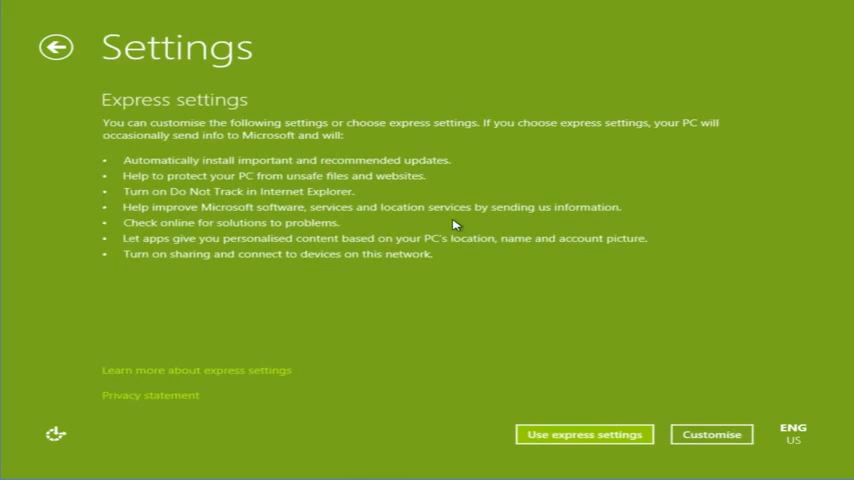 Settings
Express settings
You can customise the following settings or choose express settings. If you choose express settings, your PC will
occasionally send info to Microsoft and will:
• Automatically install important and recommended updates.
• Help to protect your PC from unsafe files and websites.
• Turn on Do Not Track in Internet Explorer.
• Help improve Microsoft software, services and location services by sending us information.
• Check online for solutions to problems.
• Let apps give you personalised content based on your PC's location, name and account picture.
• Turn on sharing and connect to devices on this network.
Learn more about express settings
Privacy statement
Use express settings Customise ENG
US